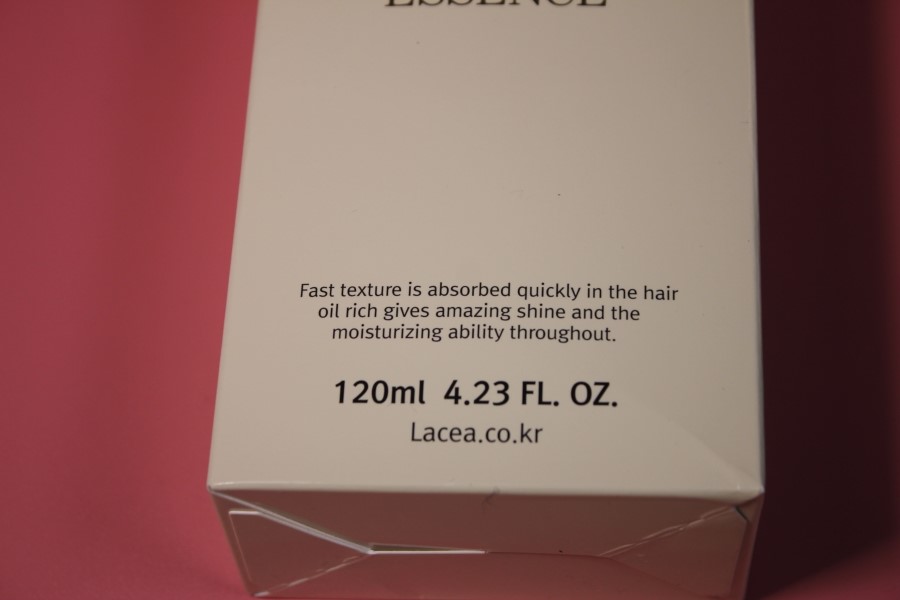 ESSENCE
Fast texture is absorbed quickly in the hair
oil rich gives amazing shine and the
moisturizing ability throughout.
120ml 4.23 FL. OZ.
Lacea.co.kr